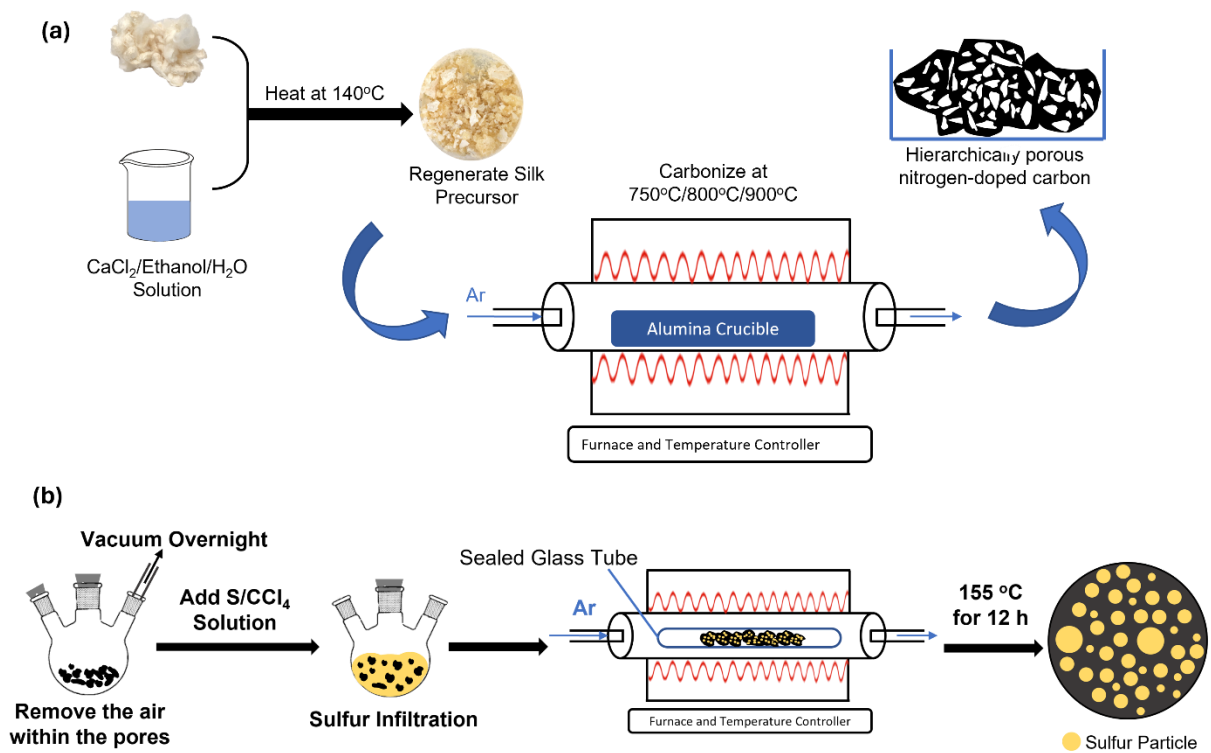 (a)
Heat at 140°C
CaCl₂/Ethanol/H₂O
Solution
Regenerate Silk
Precursor
Carbonize at
750°C/800°C/900°C
Ar
Alumina Crucible
Furnace and Temperature Controller
Hierarchically porous
nitrogen-doped carbon
(b)
Vacuum Overnight
Remove the air
within the pores
Add S/CCl₄
Solution
Sulfur Infiltration
Sealed Glass Tube
Ar
Furnace and Temperature Controller
155 °C
for 12 h
Sulfur Particle